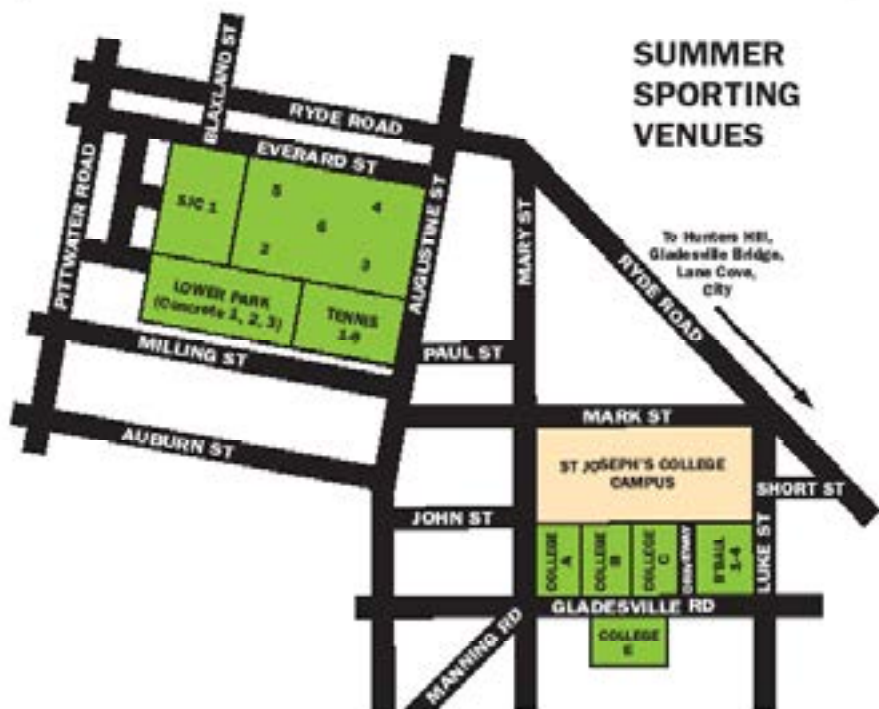 SUMMER
SPORTING
VENUES
BLAXLAND ST
RYDE ROAD
EVERARD ST
PITTWATER ROAD
SJC 1
5
4
6
2
3
AUGUSTINE ST
MARY ST
To Hunters Hill,
Gladesville Bridge,
Lane Cove,
City
RYDE ROAD
LOWER PARK
(Concrete 1, 2, 3)
TENNIS
MILLING ST
PAUL ST
MARK ST
AUBURN ST
ST JOSEPH'S COLLEGE
CAMPUS
SHORT ST
JOHN ST
COLLEGE
A
COLLEGE
B
COLLEGE
C
DRIVEWAY
B'BALL
1-4
LUKE ST
GLADESVILLE RD
MANNING RD
COLLEGE
E